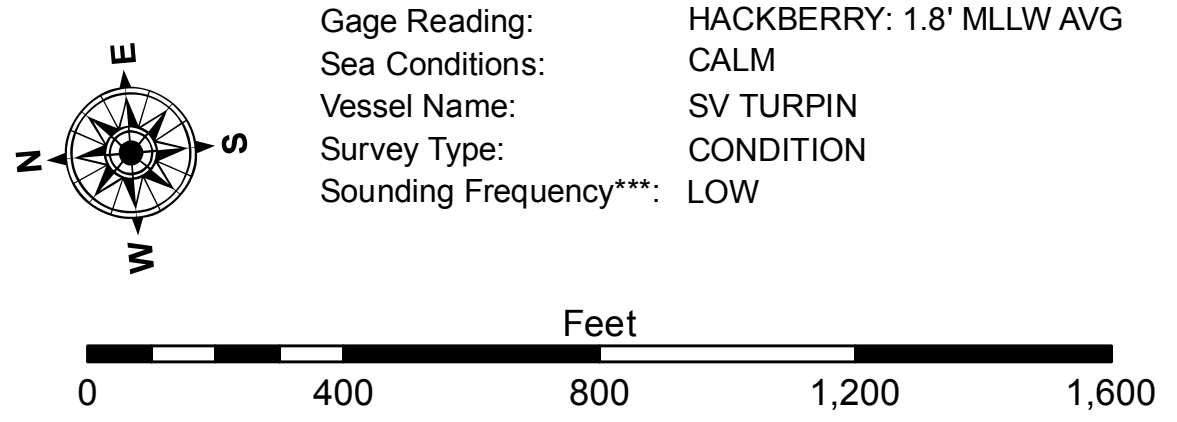 Gage Reading: HACKBERRY: 1.8' MLLW AVG
Sea Conditions: CALM
Vessel Name: SV TURPIN
Survey Type: CONDITION
Sounding Frequency***: LOW
E
N
S
W
Feet
0 400 800 1,200 1,600